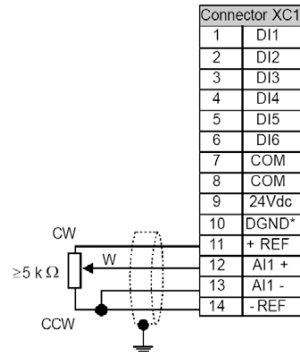 Connector XC1
1 DI1
2 DI2
3 DI3
4 DI4
5 DI5
6 DI6
7 COM
8 COM
9 24Vdc
10 DGND*
11 + REF
12 AI1 +
13 AI1 -
14 - REF
CW
W
≥5 k Ω
CCW